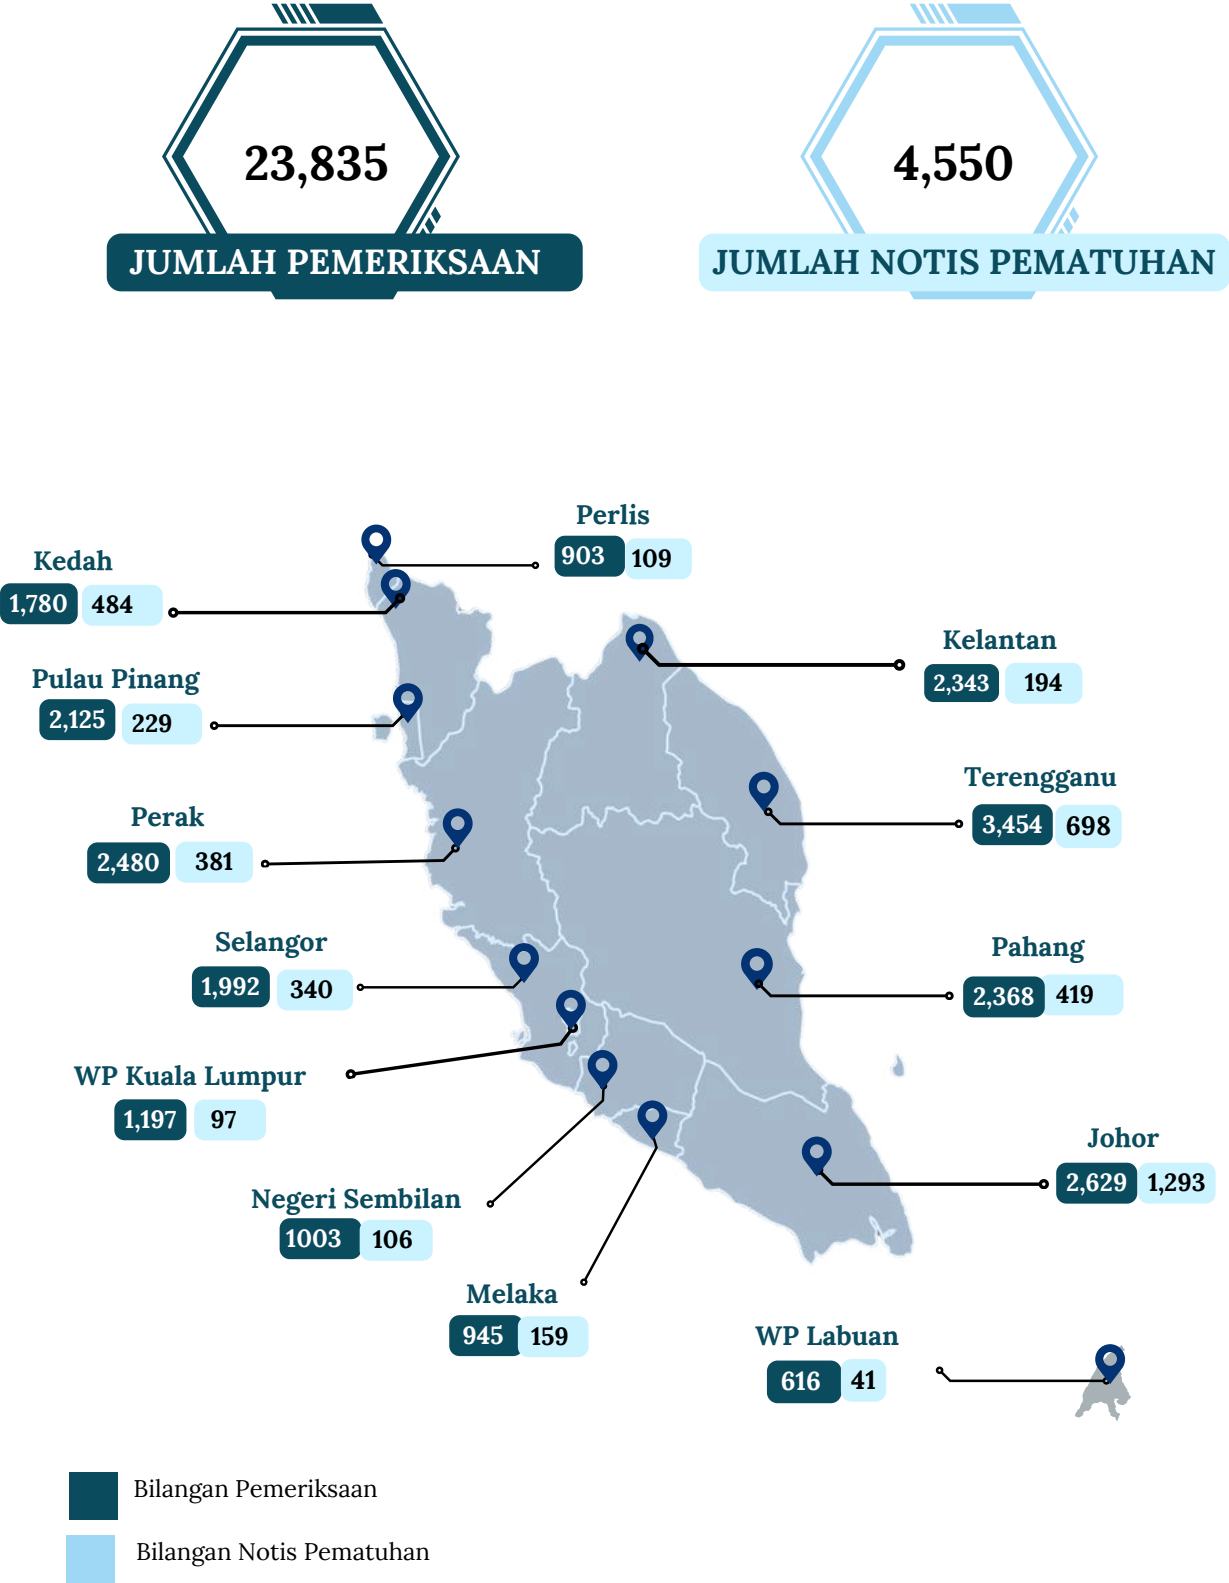 23,835
JUMLAH PEMERIKSAAN
4,550
JUMLAH NOTIS PEMATUHAN
Perlis
903 109
Kedah
1,780 484
Kelantan
2,343 194
Pulau Pinang
2,125 229
Terengganu
3,454 698
Perak
2,480 381
Selangor
1,992 340
Pahang
2,368 419
WP Kuala Lumpur
1,197 97
Johor
2,629 1,293
Negeri Sembilan
1003 106
Melaka
945 159
WP Labuan
616 41
Bilangan Pemeriksaan
Bilangan Notis Pematuhan